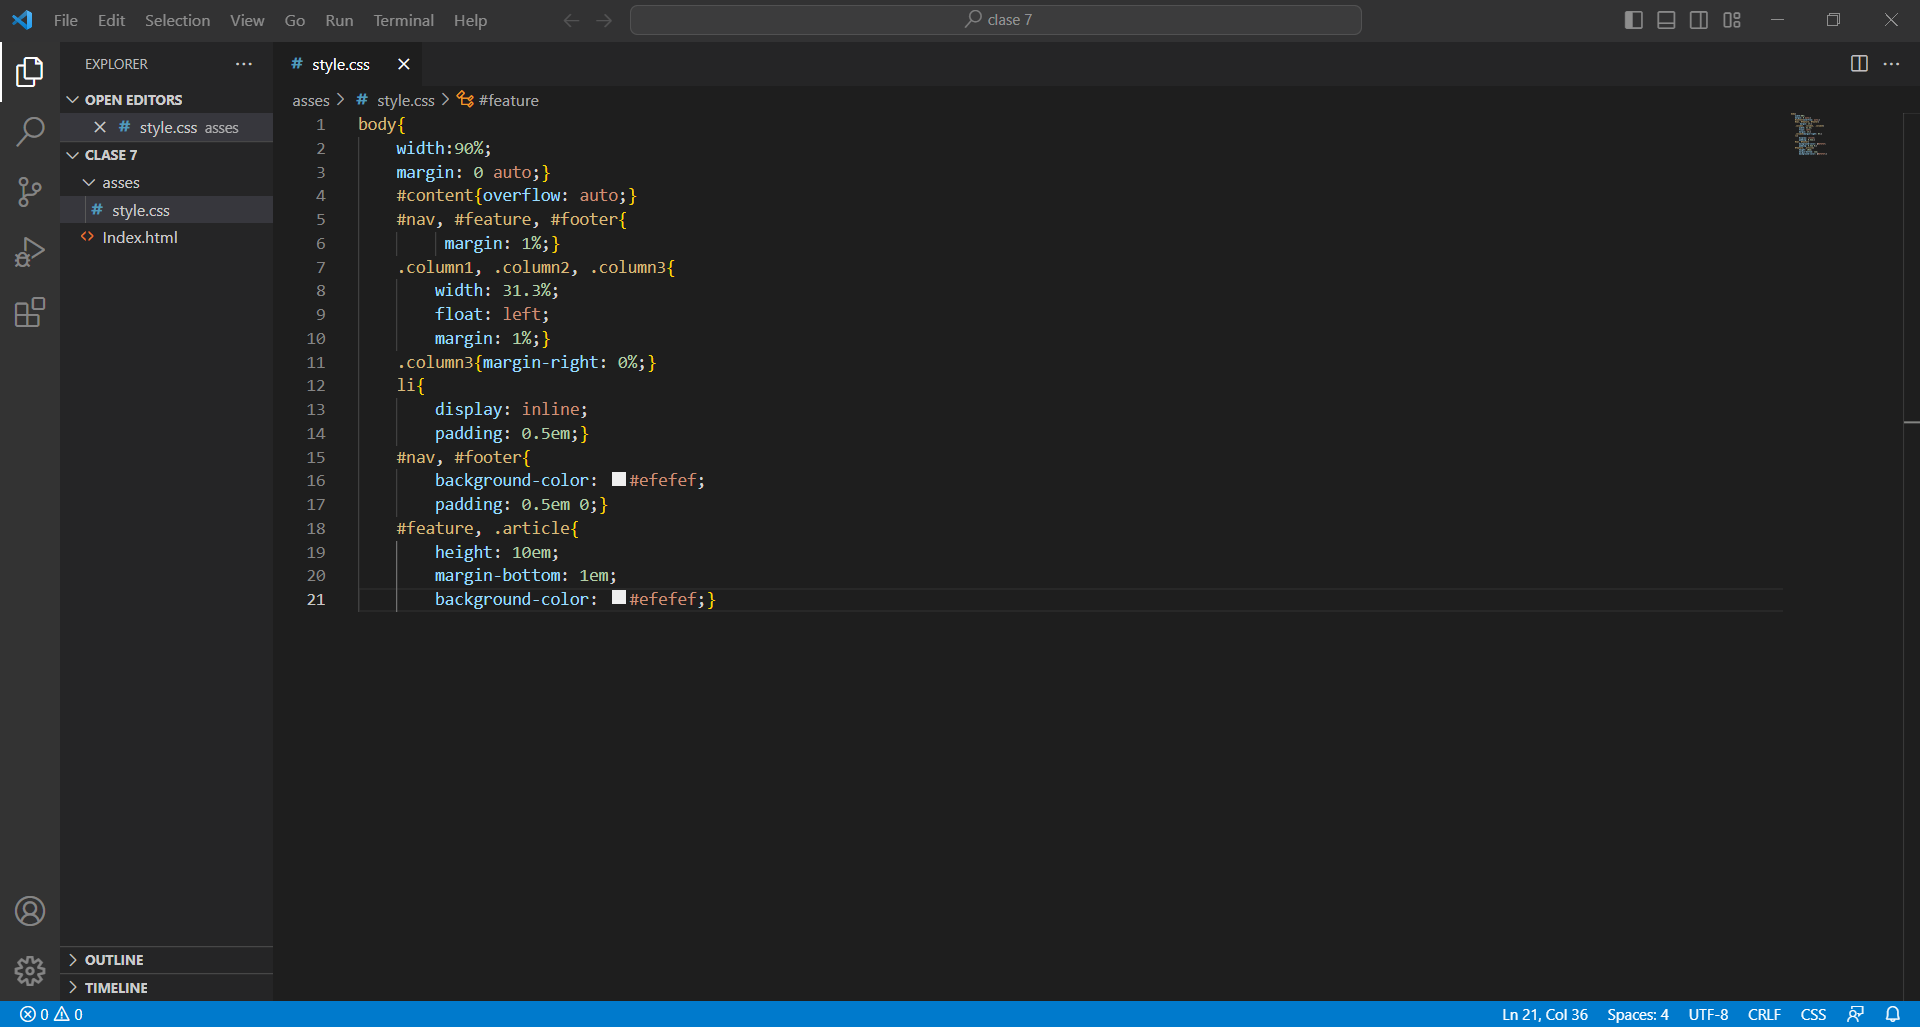 File Edit Selection View Go Run Terminal Help clase 7
EXPLORER
OPEN EDITORS
style.css asses
CLASE 7
asses
# style.css
Index.html
OUTLINE
TIMELINE
# style.css
asses > # style.css > #feature
1 body{
2 width:90%;
3 margin: 0 auto;}
4 #content{overflow: auto;}
5 #nav, #feature, #footer{
6 margin: 1%;}
7 .column1, .column2, .column3{
8 width: 31.3%;
9 float: left;
10 margin: 1%;}
11 .column3{margin-right: 0%;}
12 li{
13 display: inline;
14 padding: 0.5em;}
15 #nav, #footer{
16 background-color: #efefef;
17 padding: 0.5em 0;}
18 #feature, .article{
19 height: 10em;
20 margin-bottom: 1em;
21 background-color: #efefef;}
0 0 Ln 21, Col 36 Spaces: 4 UTF-8 CRLF CSS